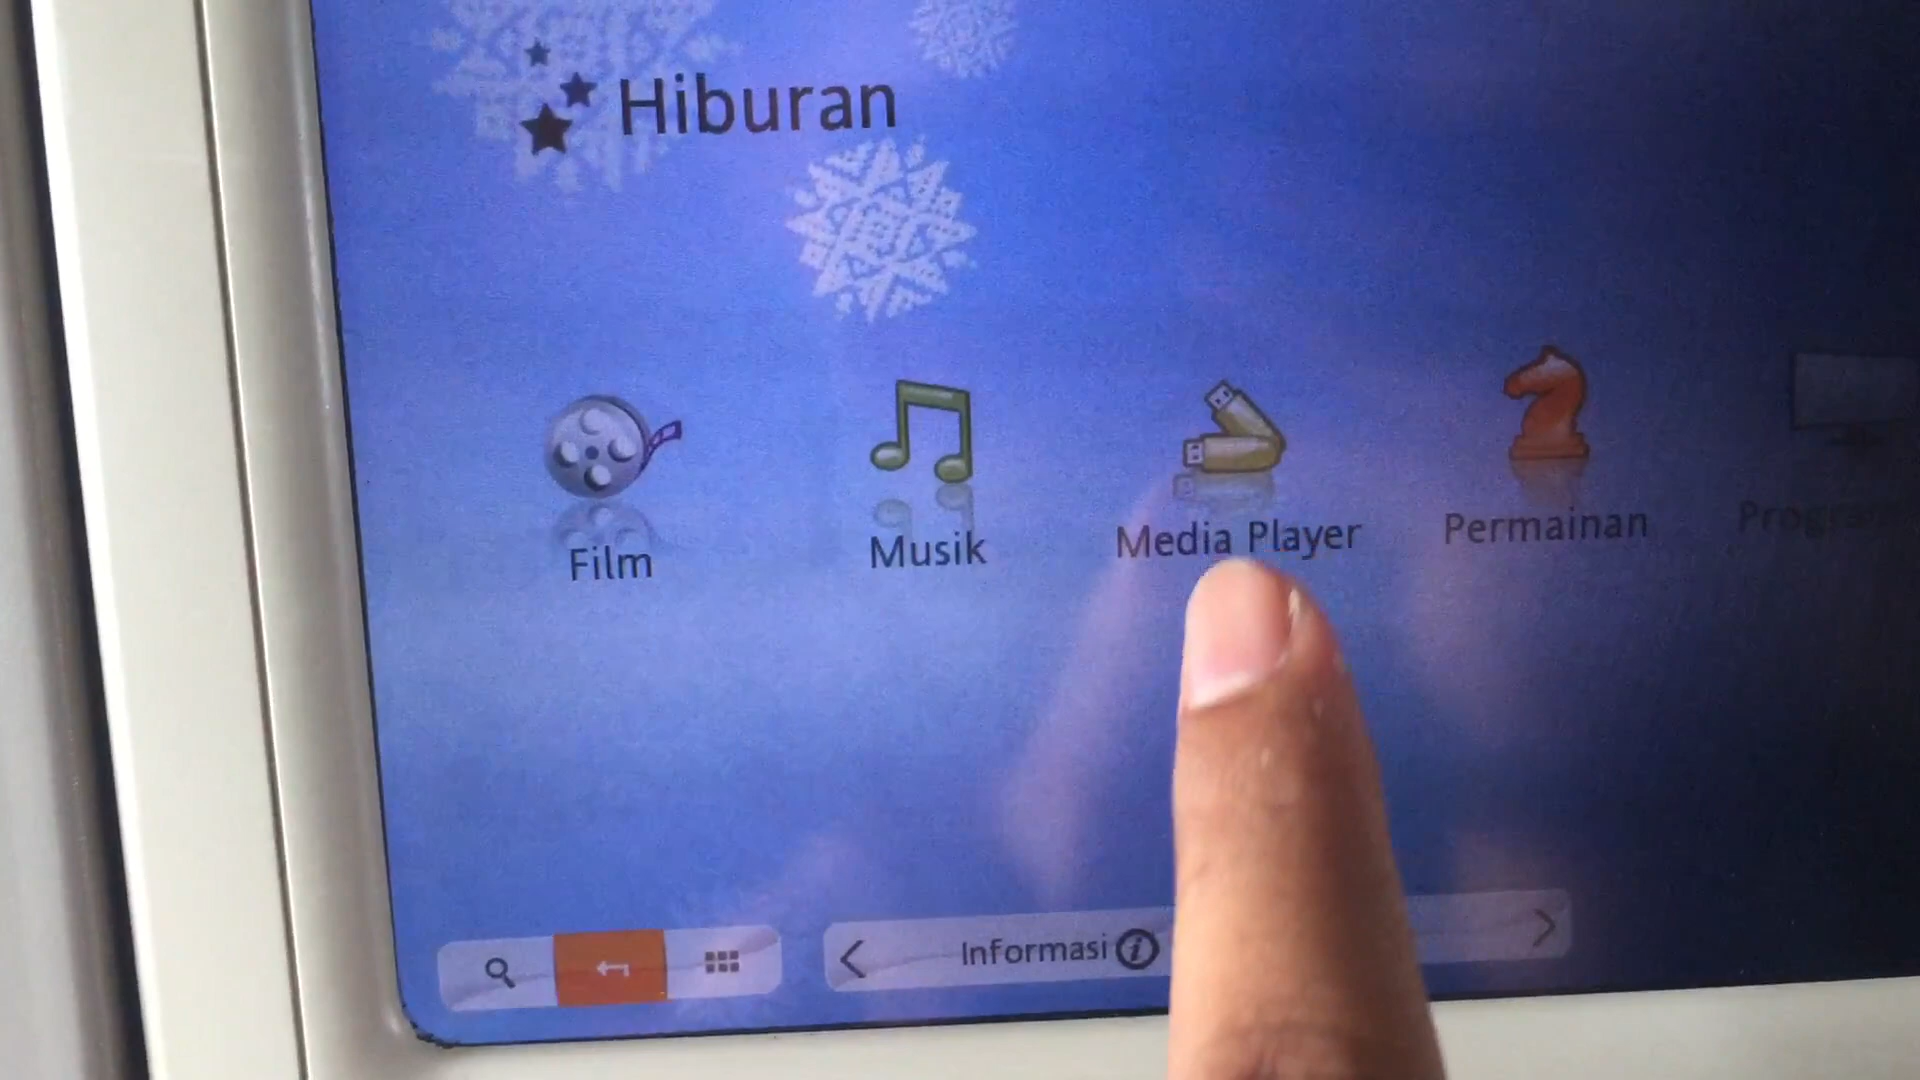 Hiburan
Film
Musik
Media Player
Permainan
Informasi